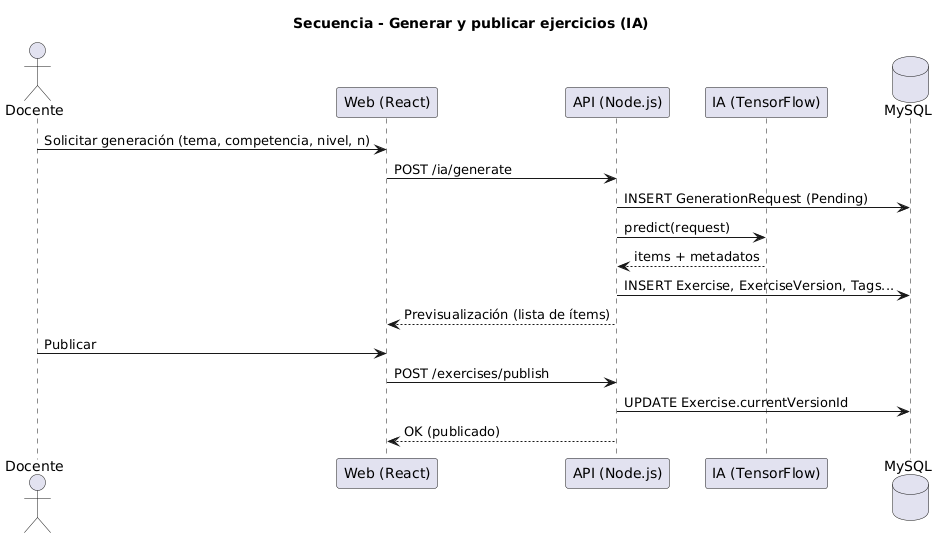 Secuencia - Generar y publicar ejercicios (IA)
Docente
Web (React)
API (Node.js)
IA (TensorFlow)
MySQL
Solicitar generación (tema, competencia, nivel, n)
POST /ia/generate
INSERT GenerationRequest (Pending)
predict(request)
items + metadatos
INSERT Exercise, ExerciseVersion, Tags...
Previsualización (lista de ítems)
Publicar
POST /exercises/publish
UPDATE Exercise.currentVersionId
OK (publicado)
Docente
Web (React)
API (Node.js)
IA (TensorFlow)
MySQL